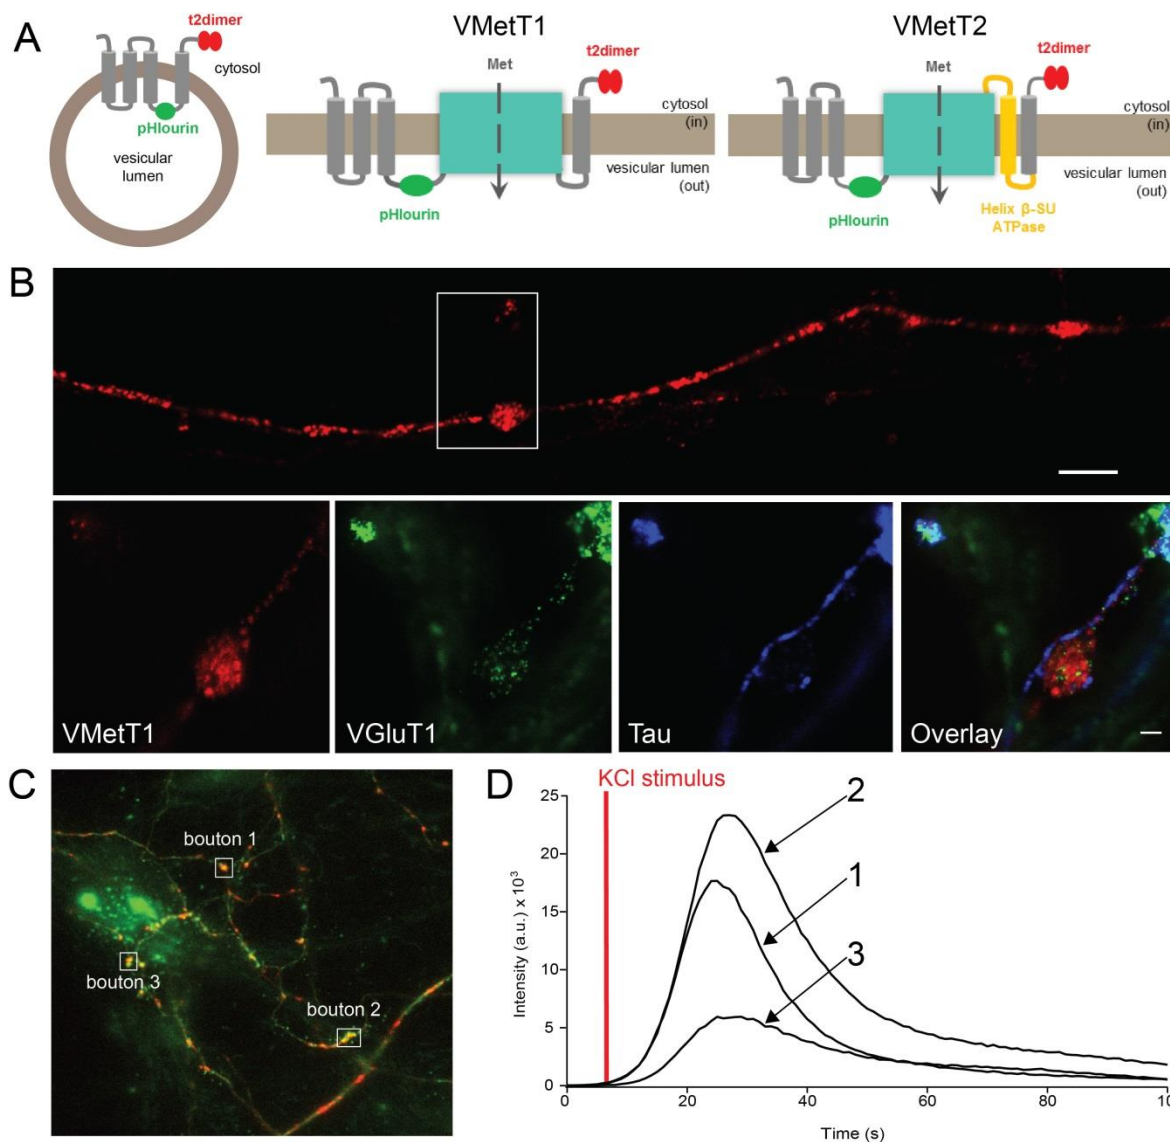 A
t2dimer
cytosol
pHlourin
vesicular
lumen
VMetT1
Met
t2dimer
cytosol
(in)
vesicular lumen
(out)
pHlourin
VMetT2
Met
t2dimer
cytosol
(in)
vesicular lumen
(out)
pHlourin
Helix β-SU
ATPase
B
VMetT1
VGluT1
Tau
Overlay
C
bouton 1
bouton 3
bouton 2
D
KCl stimulus
2
1
3
Intensity (a.u.) x 10³
25
20
15
10
5
0
0
20
40
60
80
10
Time (s)